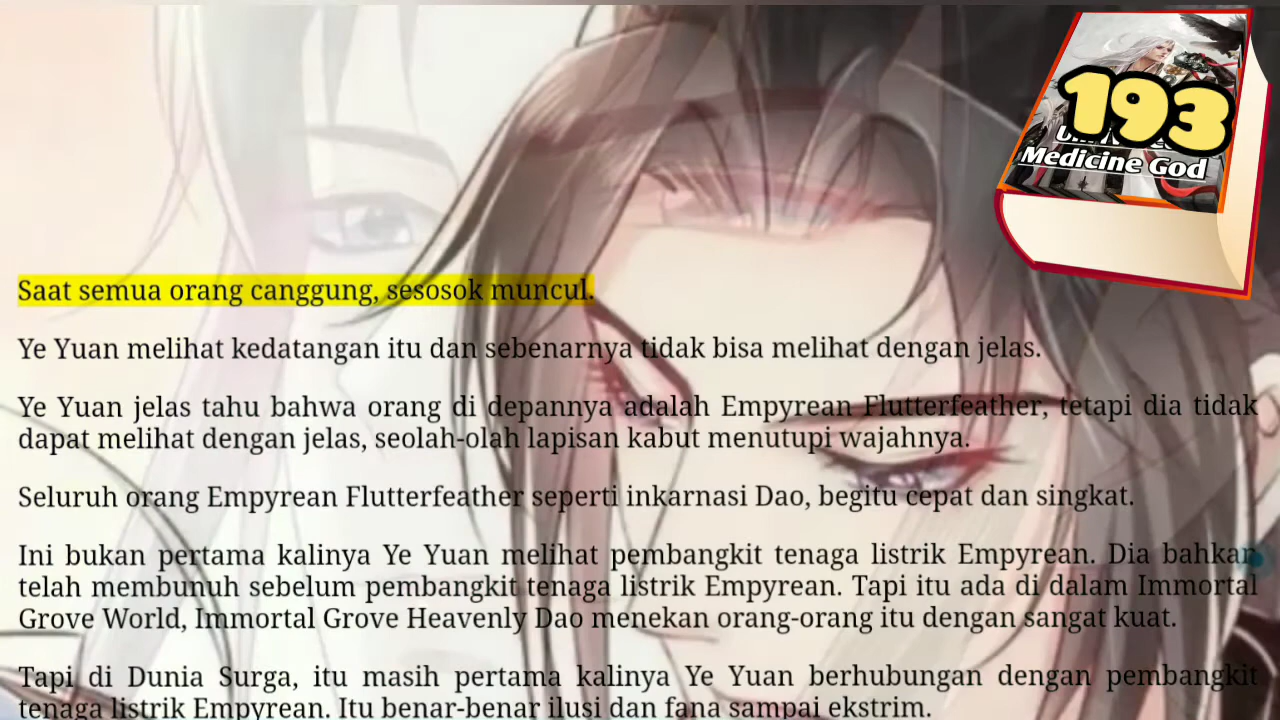 193
Medicine God
Saat semua orang canggung, sesosok muncul.
Ye Yuan melihat kedatangan itu dan sebenarnya tidak bisa melihat dengan jelas.
Ye Yuan jelas tahu bahwa orang di depannya adalah Empyrean Flutterfeather, tetapi dia tidak
dapat melihat dengan jelas, seolah-olah lapisan kabut menutupi wajahnya.
Seluruh orang Empyrean Flutterfeather seperti inkarnasi Dao, begitu cepat dan singkat.
Ini bukan pertama kalinya Ye Yuan melihat pembangkit tenaga listrik Empyrean. Dia bahkan
telah membunuh sebelum pembangkit tenaga listrik Empyrean. Tapi itu ada di dalam Immortal
Grove World, Immortal Grove Heavenly Dao menekan orang-orang itu dengan sangat kuat.
Tapi di Dunia Surga, itu masih pertama kalinya Ye Yuan berhubungan dengan pembangkit
tenaga listrik Empyrean. Itu benar-benar ilusi dan fana sampai ekstrim.